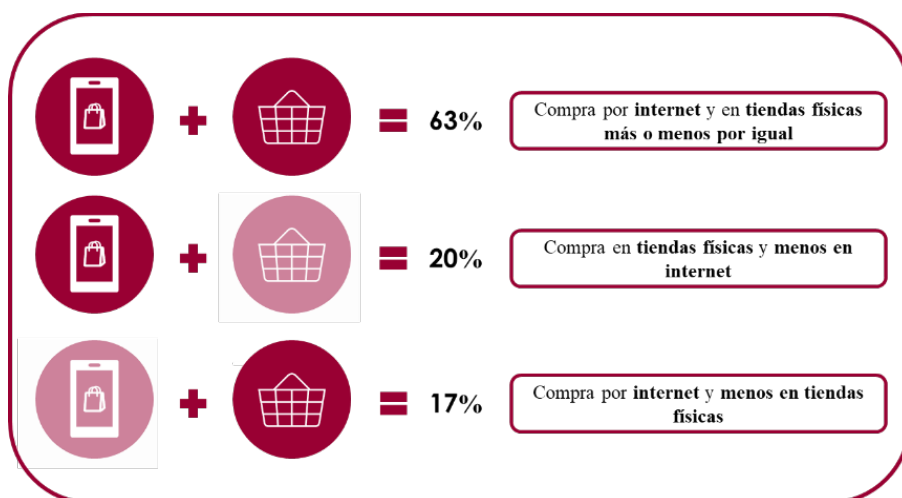 63%
Compra por internet y en tiendas físicas
más o menos por igual
20%
Compra en tiendas físicas y menos en
internet
17%
Compra por internet y menos en tiendas
físicas